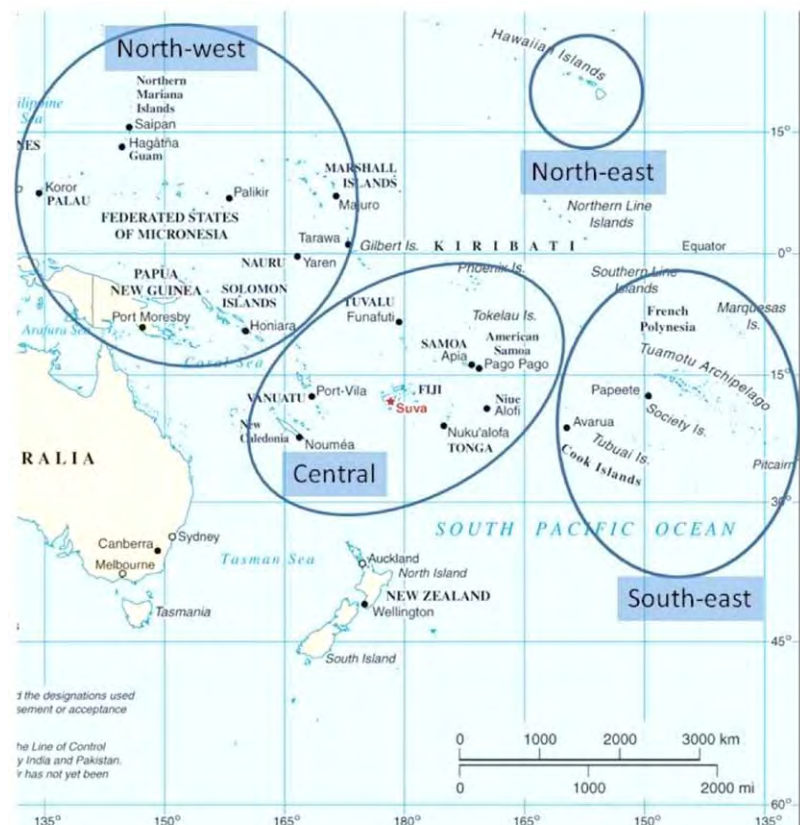 North-west
Hawaiian Islands
Northern
Mariana
Islands
Saipan
Hagåtña
Guam
15°
North-east
Koror
PALAU
Palikir
MARSHALL
ISLANDS
Majuro
FEDERATED STATES
OF MICRONESIA
Northern Line
Islands
Tarawa
Gilbert Is.
KIRIBATI
Equator
0°
NAURU
Yaren
PAPUA
NEW GUINEA
SOLOMON
ISLANDS
Port Moresby
Honiara
Arafura Sea
Coral Sea
Phoenix Is.
Southern Line
Islands
TUVALU
Funafuti
Tokelau Is.
French
Polynesia
Marquesas
Is.
SAMOA
Apia
American
Samoa
Pago Pago
Tuamotu Archipelago
15°
VANUATU
Port-Vila
FIJI
Suva
Niue
Alofi
Papeete
Society Is.
New
Caledonia
Nouméa
Nuku'alofa
TONGA
Avarua
Tubuai Is.
Cook Islands
Pitcairn
RALIA
Central
30°
SOUTH PACIFIC OCEAN
South-east
Canberra
Sydney
Melbourne
Tasman Sea
Auckland
North Island
NEW ZEALAND
Wellington
Tasmania
South Island
45°
d the designations used
sement or acceptance
he Line of Control
y India and Pakistan.
r has not yet been
0 1000 2000 3000 km
0 1000 2000 mi
60°
135° 150° 165° 180° 165° 150° 135°